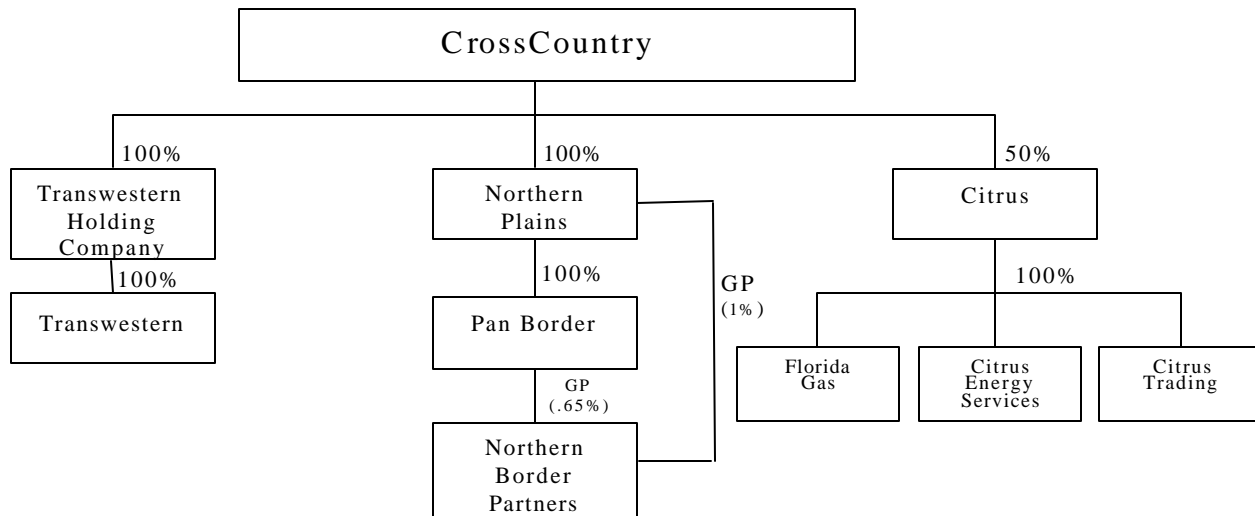 CrossCountry
100%
100%
50%
Transwestern
Holding
Company
Northern
Plains
Citrus
100%
100%
100%
GP
(1%)
Transwestern
Pan Border
Florida
Gas
Citrus
Energy
Services
Citrus
Trading
GP
(.65%)
Northern
Border
Partners